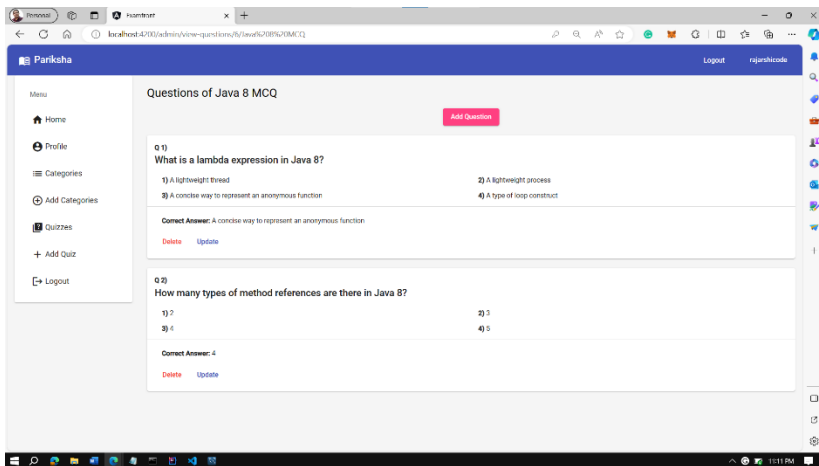 Personal
Examfront
localhost:4200/admin/view-questions/6/Java%208%20MCQ
Pariksha
Logout
rajarshicode
Menu
Home
Profile
Categories
Add Categories
Quizzes
Add Quiz
Logout
Questions of Java 8 MCQ
Add Question
Q 1)
What is a lambda expression in Java 8?
1) A lightweight thread
2) A lightweight process
3) A concise way to represent an anonymous function
4) A type of loop construct
Correct Answer: A concise way to represent an anonymous function
Delete Update
Q 2)
How many types of method references are there in Java 8?
1) 2
2) 3
3) 4
4) 5
Correct Answer: 4
Delete Update
11:11 PM